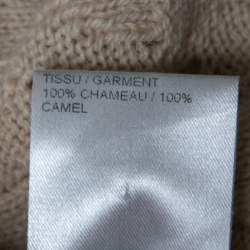 TISSU / GARMENT
100% CHAMEAU / 100%
CAMEL